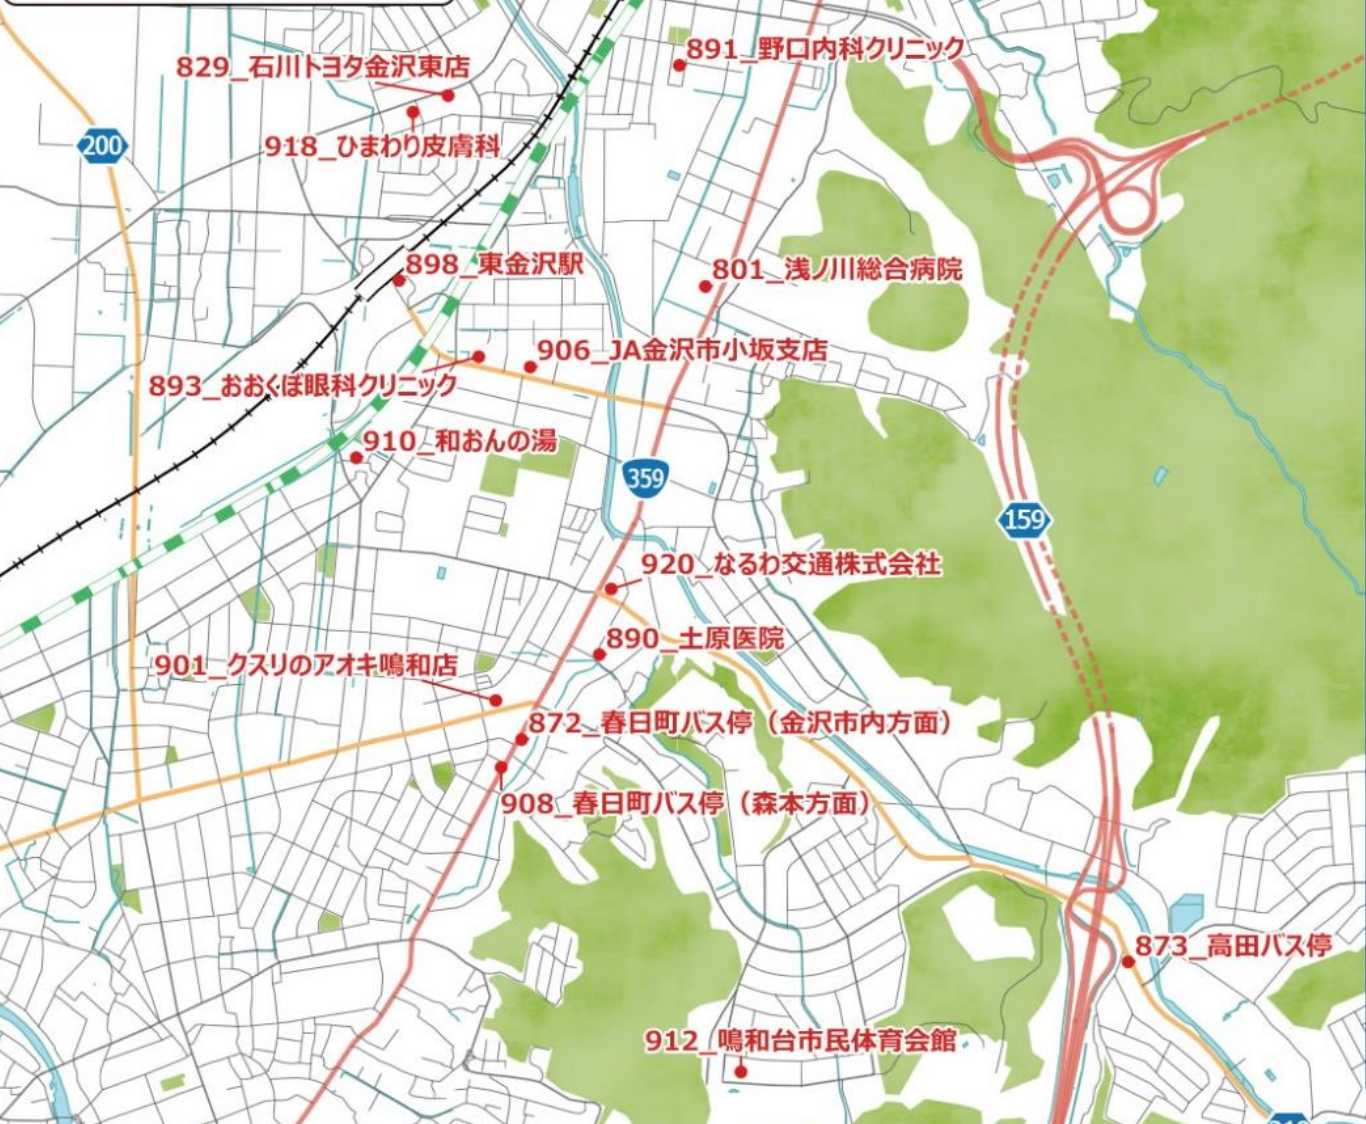 891_野口内科クリニック
829_石川トヨタ金沢東店
918_ひまわり皮膚科
200
898_東金沢駅
801_浅ノ川総合病院
906_JA金沢市小坂支店
893_おおくぼ眼科クリニック
910_和おんの湯
359
159
920_なるわ交通株式会社
890_土原医院
901_クスリのアオキ鳴和店
872_春日町バス停（金沢市内方面）
908_春日町バス停（森本方面）
873_高田バス停
912_鳴和台市民体育会館